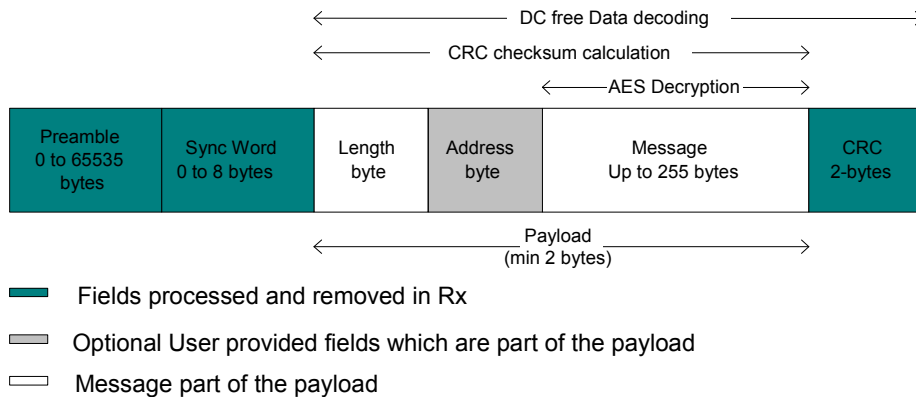 DC free Data decoding
CRC checksum calculation
AES Decryption
Preamble
0 to 65535
bytes
Sync Word
0 to 8 bytes
Length
byte
Address
byte
Message
Up to 255 bytes
CRC
2-bytes
Payload
(min 2 bytes)
Fields processed and removed in Rx
Optional User provided fields which are part of the payload
Message part of the payload